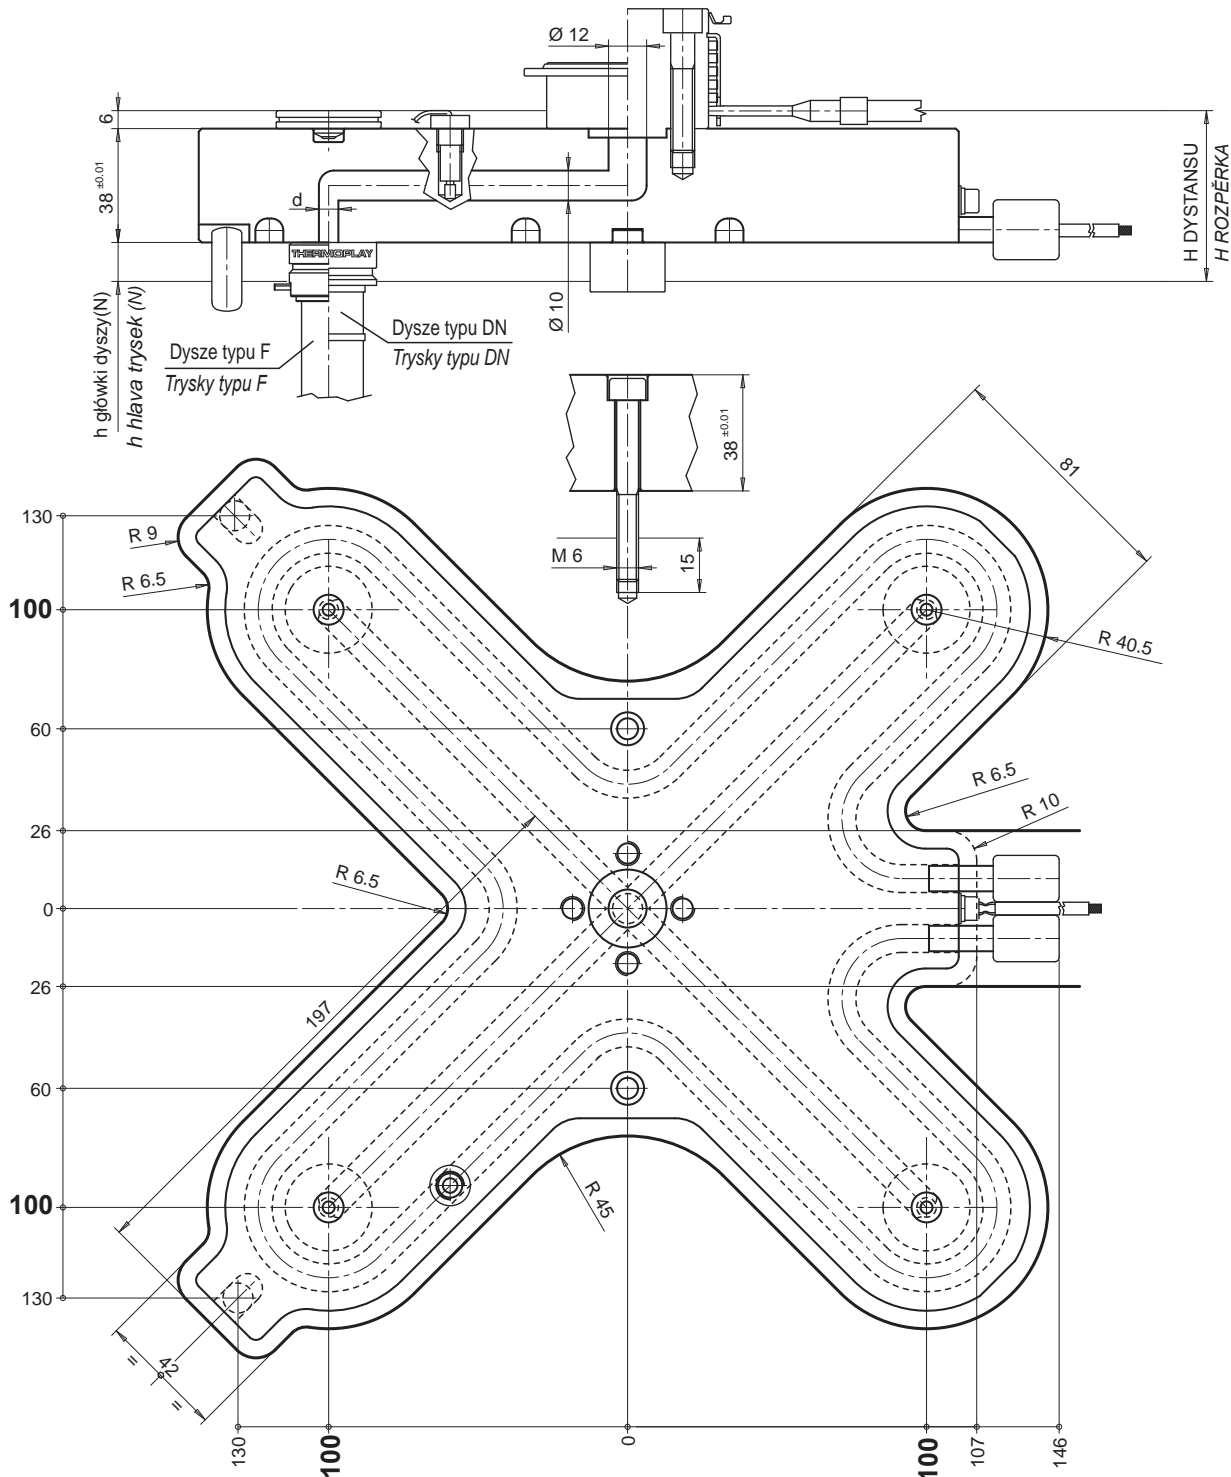 Ø 12
6
38 ±0.01
d
THERMOPLAY
Ø 10
H DYSTANSU
H ROZPĚRKA
h główki dyszy(N)
h hlava trysek (N)
Dysze typu F
Trysky typu F
Dysze typu DN
Trysky typu DN
38 ±0.01
M 6
15
81
130
R 9
R 6.5
100
R 40.5
60
R 6.5
R 10
26
R 6.5
0
26
197
60
100
R 45
130
=
42
=
130
100
0
100
107
146